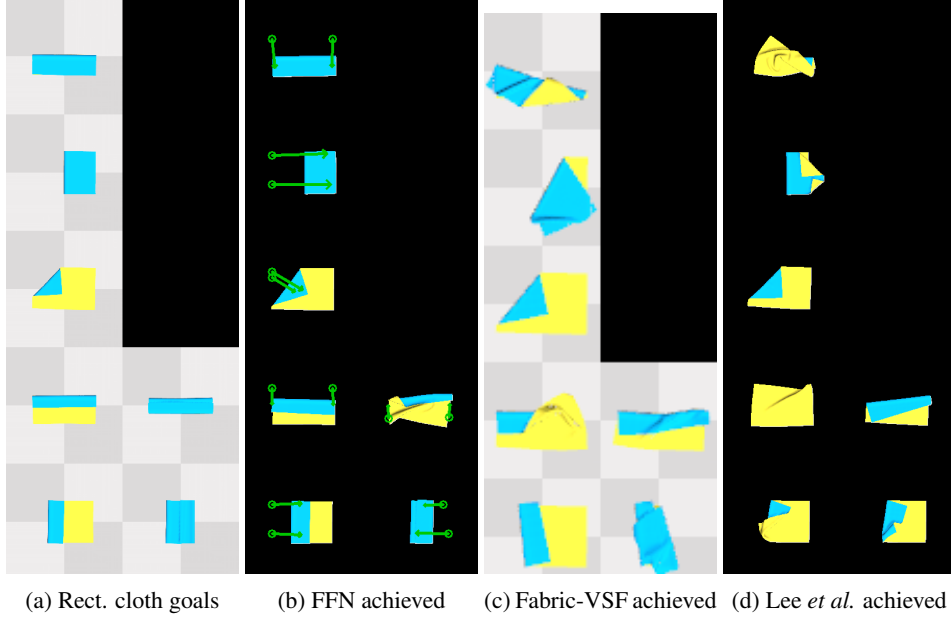 (a) Rect. cloth goals
(b) FFN achieved
(c) Fabric-VSF achieved
(d) Lee et al. achieved